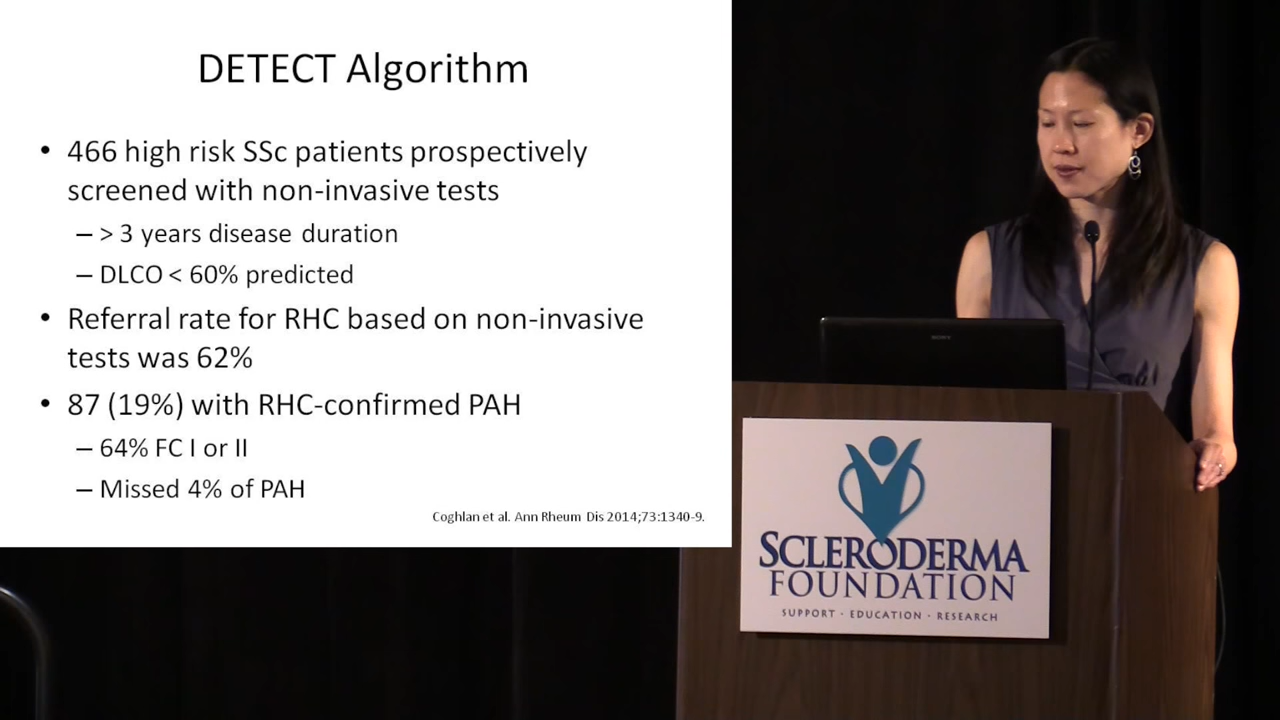 DETECT Algorithm
• 466 high risk SSc patients prospectively
screened with non-invasive tests
– > 3 years disease duration
– DLCO < 60% predicted
• Referral rate for RHC based on non-invasive
tests was 62%
• 87 (19%) with RHC-confirmed PAH
– 64% FC I or II
– Missed 4% of PAH
Coghlan et al. Ann Rheum Dis 2014;73:1340-9.
SONY
SCLERODERMA
FOUNDATION
SUPPORT · EDUCATION · RESEARCH